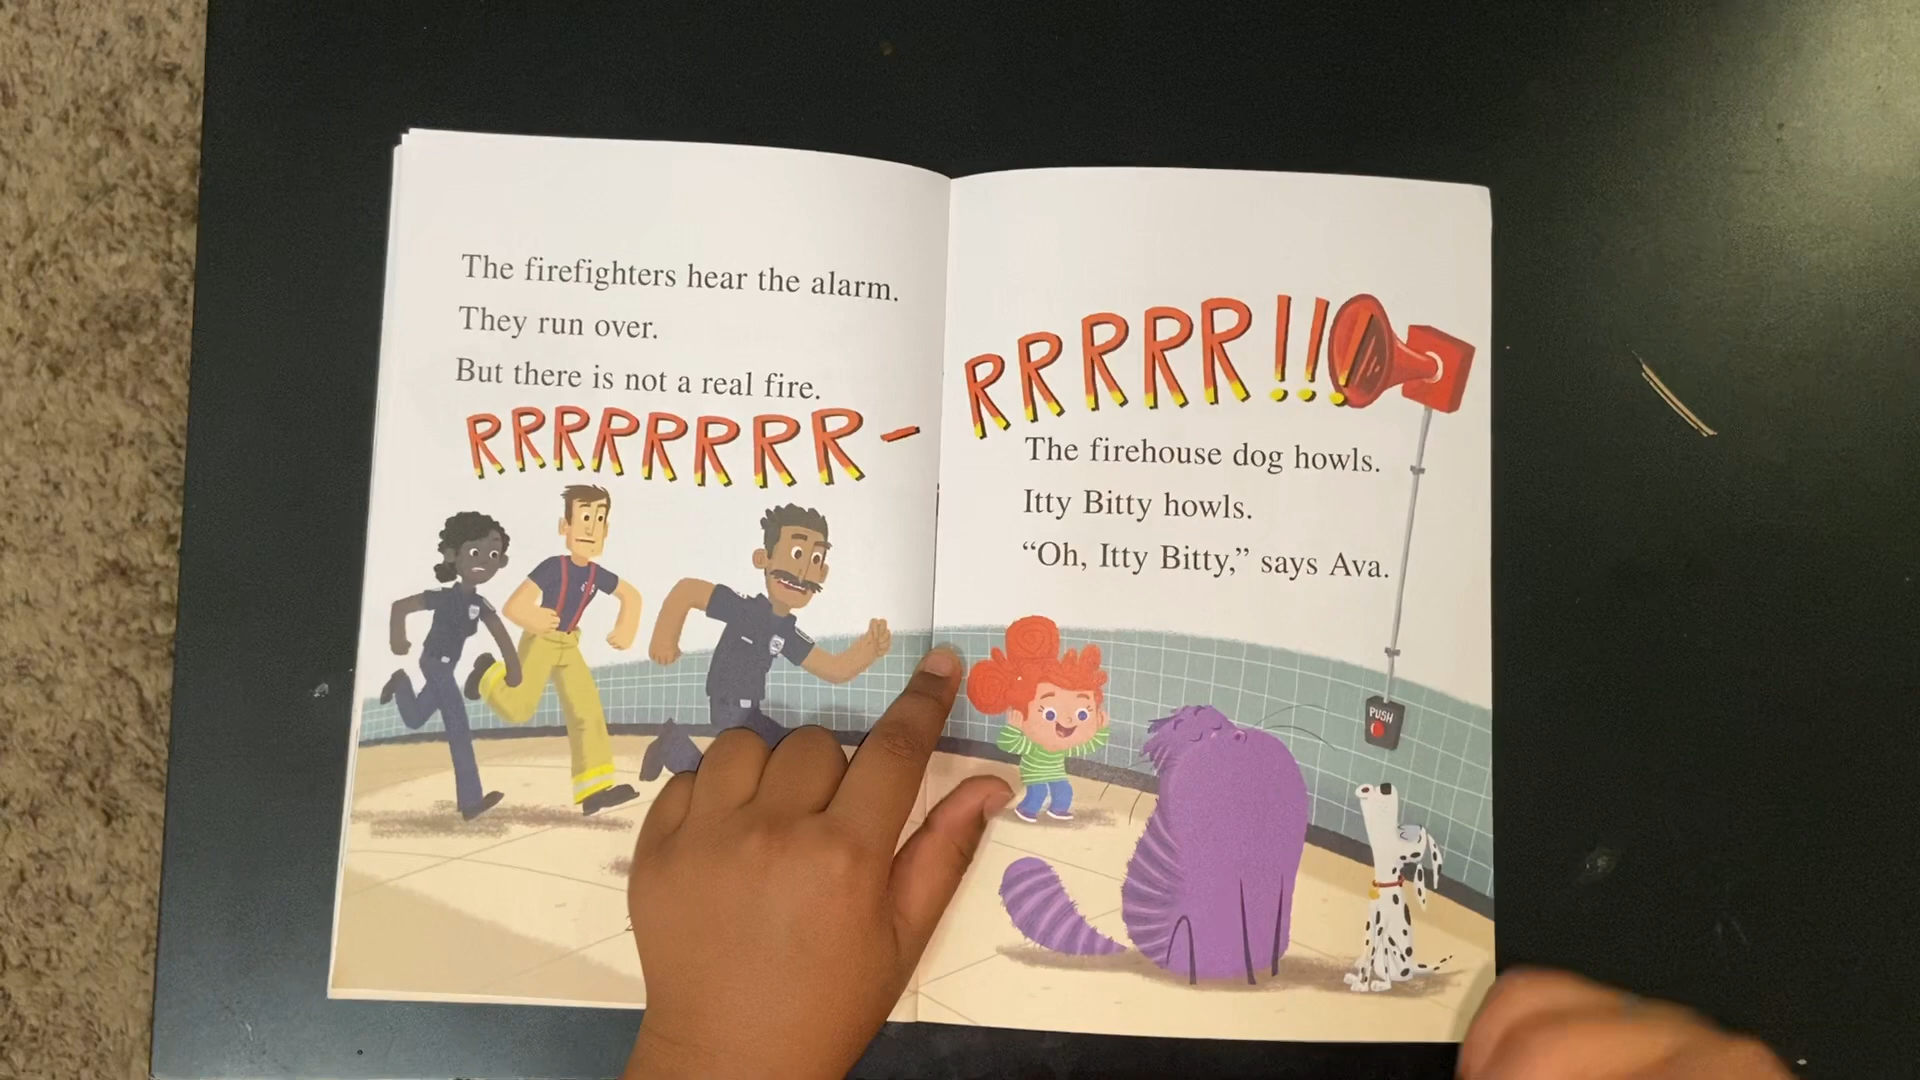 The firefighters hear the alarm.
They run over.
But there is not a real fire.
RRRRRRRR-
RRRRR!!!
The firehouse dog howls.
Itty Bitty howls.
“Oh, Itty Bitty,” says Ava.
PUSH